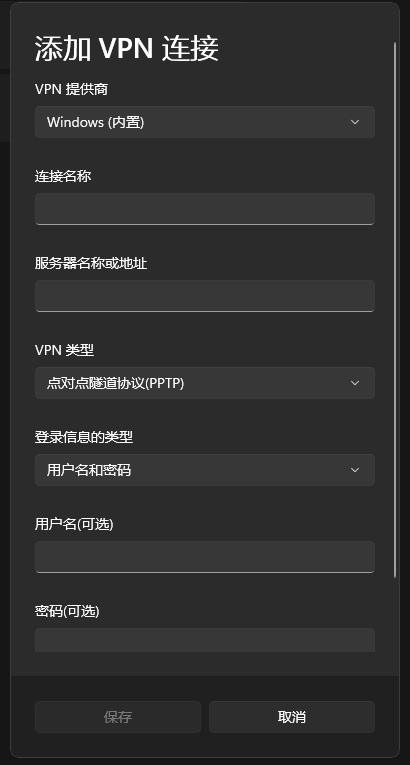 添加 VPN 连接
VPN 提供商
Windows (内置)
连接名称
服务器名称或地址
VPN 类型
点对点隧道协议(PPTP)
登录信息的类型
用户名和密码
用户名(可选)
密码(可选)
保存
取消